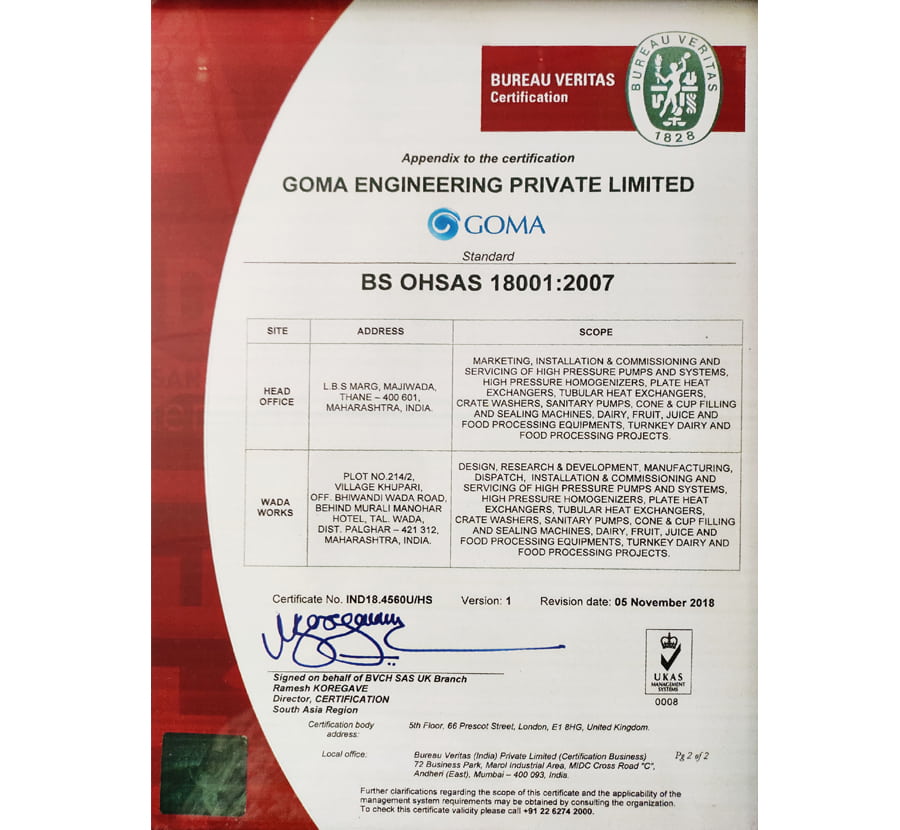 BUREAU VERITAS
Certification
BUREAU VERITAS
1828
Appendix to the certification
GOMA ENGINEERING PRIVATE LIMITED
GOMA
Standard
BS OHSAS 18001:2007
SITE
ADDRESS
SCOPE
HEAD
OFFICE
L.B.S MARG, MAJIWADA,
THANE – 400 601,
MAHARASHTRA, INDIA.
MARKETING, INSTALLATION & COMMISSIONING AND
SERVICING OF HIGH PRESSURE PUMPS AND SYSTEMS,
HIGH PRESSURE HOMOGENIZERS, PLATE HEAT
EXCHANGERS, TUBULAR HEAT EXCHANGERS,
CRATE WASHERS, SANITARY PUMPS, CONE & CUP FILLING
AND SEALING MACHINES, DAIRY, FRUIT, JUICE AND
FOOD PROCESSING EQUIPMENTS, TURNKEY DAIRY AND
FOOD PROCESSING PROJECTS.
WADA
WORKS
PLOT NO.214/2,
VILLAGE KHUPARI,
OFF. BHIWANDI WADA ROAD,
BEHIND MURALI MANOHAR
HOTEL, TAL. WADA,
DIST. PALGHAR – 421 312,
MAHARASHTRA, INDIA.
DESIGN, RESEARCH & DEVELOPMENT, MANUFACTURING,
DISPATCH, INSTALLATION & COMMISSIONING AND
SERVICING OF HIGH PRESSURE PUMPS AND SYSTEMS,
HIGH PRESSURE HOMOGENIZERS, PLATE HEAT
EXCHANGERS, TUBULAR HEAT EXCHANGERS,
CRATE WASHERS, SANITARY PUMPS, CONE & CUP FILLING
AND SEALING MACHINES, DAIRY, FRUIT, JUICE AND
FOOD PROCESSING EQUIPMENTS, TURNKEY DAIRY AND
FOOD PROCESSING PROJECTS.
Certificate No. IND18.4560U/HS Version: 1 Revision date: 05 November 2018
Signed on behalf of BVCH SAS UK Branch
Ramesh KOREGAVE
Director, CERTIFICATION
South Asia Region
UKAS
MANAGEMENT
SYSTEMS
0008
Certification body
address:
5th Floor, 66 Prescot Street, London, E1 8HG, United Kingdom.
Local office:
Bureau Veritas (India) Private Limited (Certification Business)
72 Business Park, Marol Industrial Area, MIDC Cross Road "C",
Andheri (East), Mumbai – 400 093, India.
Pg 2 of 2
Further clarifications regarding the scope of this certificate and the applicability of the
management system requirements may be obtained by consulting the organization.
To check this certificate validity please call +91 22 6274 2000.